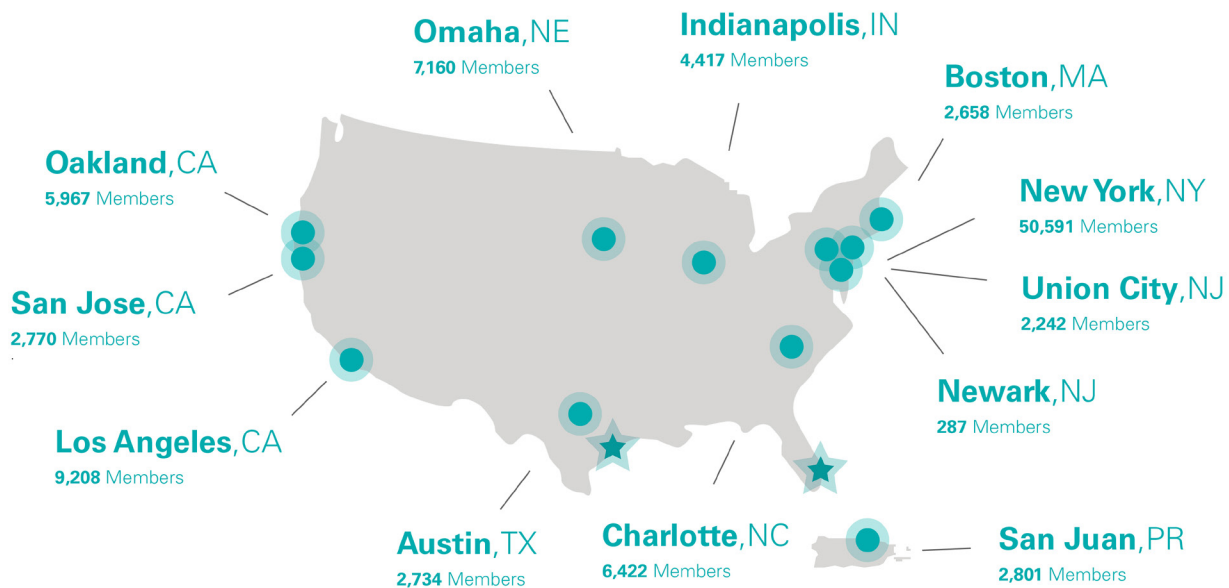 Omaha, NE
7,160 Members
Indianapolis, IN
4,417 Members
Boston, MA
2,658 Members
Oakland, CA
5,967 Members
New York, NY
50,591 Members
San Jose, CA
2,770 Members
Union City, NJ
2,242 Members
Newark, NJ
287 Members
Los Angeles, CA
9,208 Members
Austin, TX
2,734 Members
Charlotte, NC
6,422 Members
San Juan, PR
2,801 Members